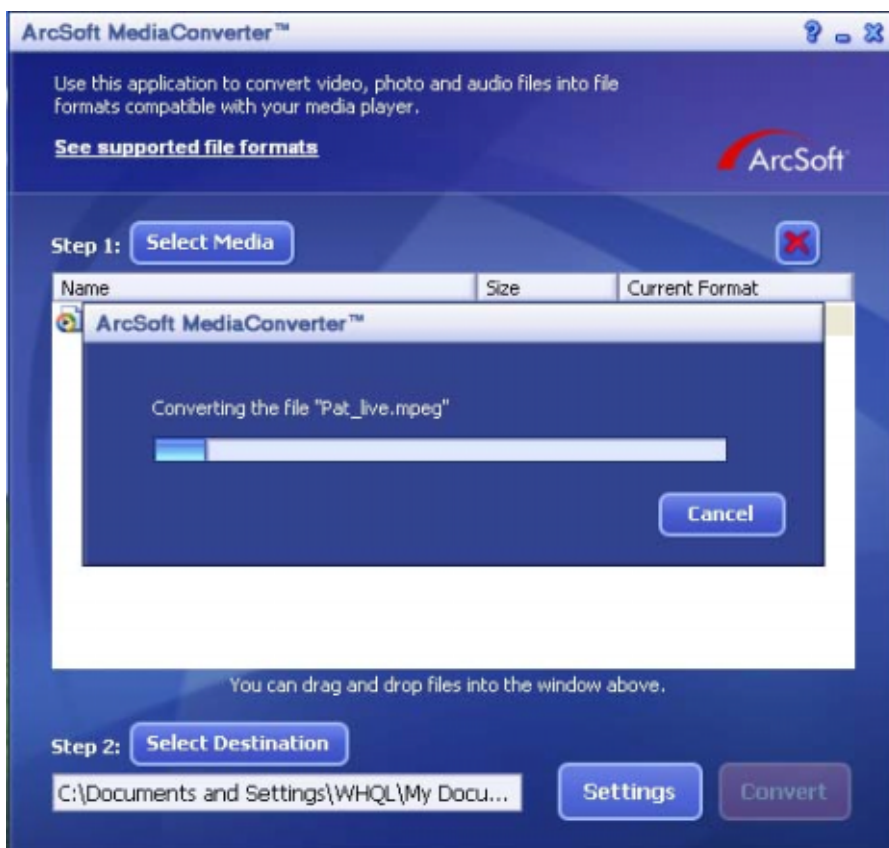 ArcSoft MediaConverter™
Use this application to convert video, photo and audio files into file
formats compatible with your media player.
See supported file formats
ArcSoft
Step 1: Select Media
Name Size Current Format
ArcSoft MediaConverter™
Converting the file "Pat_live.mpeg"
Cancel
You can drag and drop files into the window above.
Step 2: Select Destination
C:\Documents and Settings\WHQL\My Docu... Settings Convert